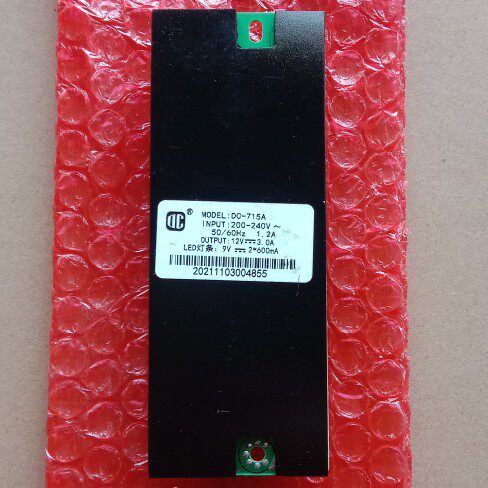 ®
MODEL:DC-715A
INPUT:200-240V～
50/60Hz 1.2A
OUTPUT:12V⎓3.0A
LED灯条: 9V⎓2*600mA
20211103004855